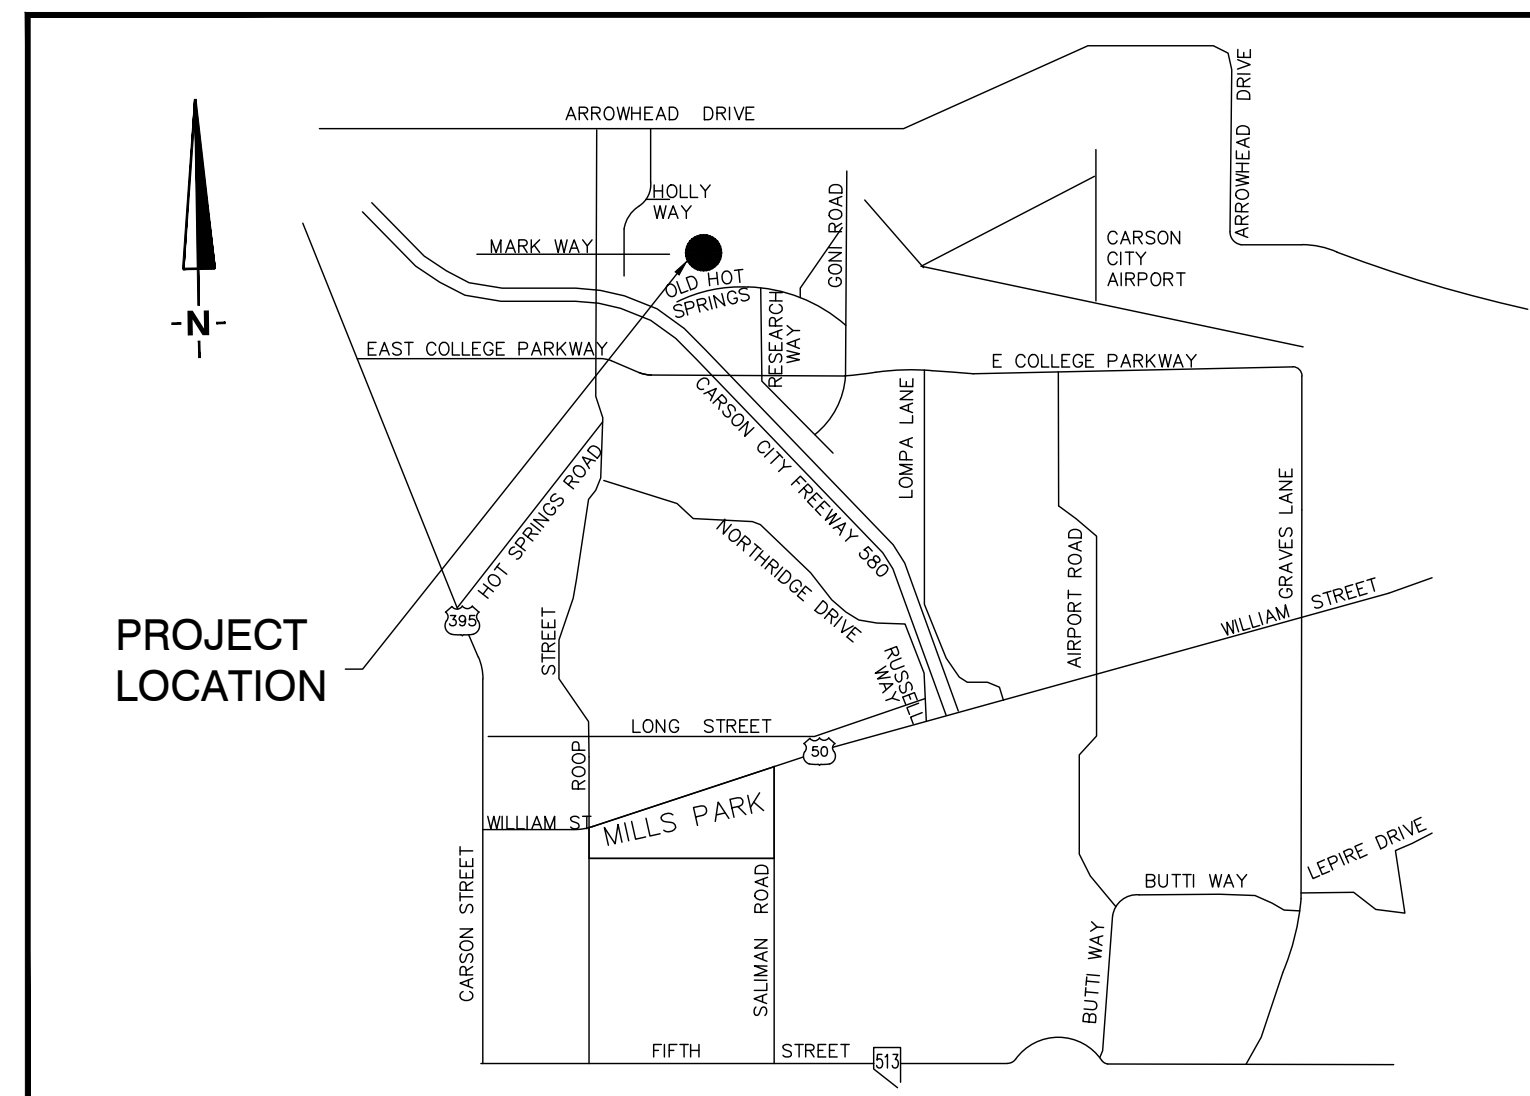 ARROWHEAD DRIVE
ARROWHEAD DRIVE
HOLLY
WAY
MARK WAY
GONI ROAD
CARSON
CITY
AIRPORT
OLD HOT
SPRINGS
RESEARCH
WAY
-N-
EAST COLLEGE PARKWAY
E COLLEGE PARKWAY
CARSON CITY FREEWAY 580
LOMPA LANE
HOT SPRINGS ROAD
NORTHRIDGE DRIVE
AIRPORT ROAD
GRAVES LANE
WILLIAM STREET
395
PROJECT
LOCATION
ROOP STREET
RUSSELL
WAY
LONG STREET
50
WILLIAM ST
MILLS PARK
CARSON STREET
SALIMAN ROAD
LEPIRE DRIVE
BUTTI WAY
BUTTI WAY
FIFTH STREET
513